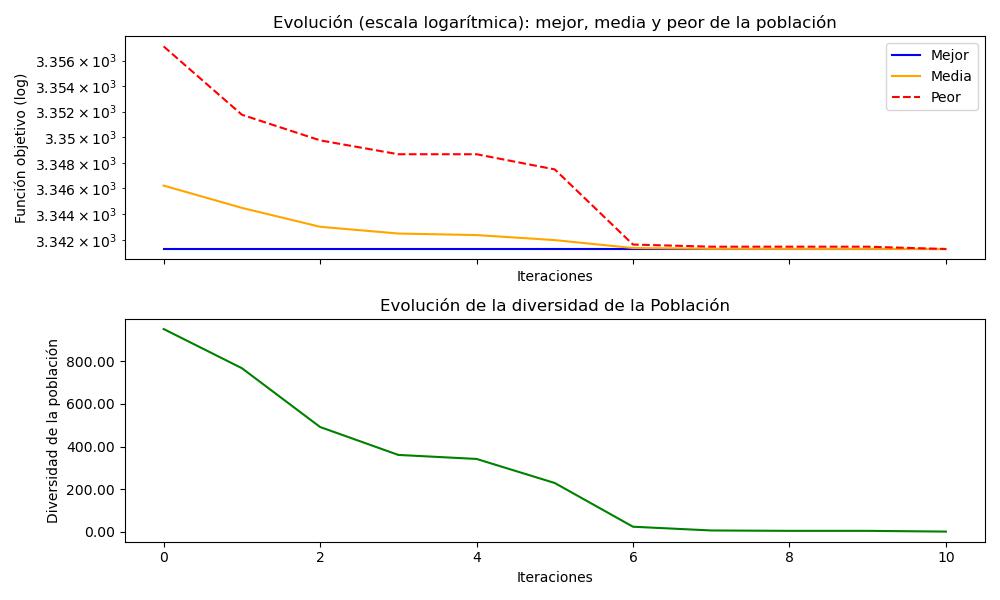 Evolución (escala logarítmica): mejor, media y peor de la población
Función objetivo (log)
3.356 × 10³
3.354 × 10³
3.352 × 10³
3.35 × 10³
3.348 × 10³
3.346 × 10³
3.344 × 10³
3.342 × 10³
Mejor
Media
Peor
Iteraciones
Evolución de la diversidad de la Población
Diversidad de la población
800.00
600.00
400.00
200.00
0.00
0 2 4 6 8 10
Iteraciones